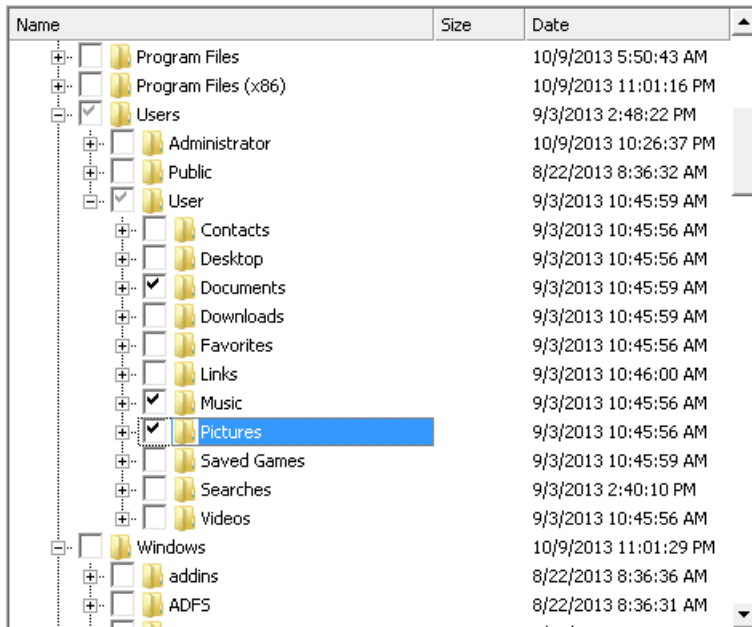 Name Size Date
Program Files 10/9/2013 5:50:43 AM
Program Files (x86) 10/9/2013 11:01:16 PM
Users 9/3/2013 2:48:22 PM
Administrator 10/9/2013 10:26:37 PM
Public 8/22/2013 8:36:32 AM
User 9/3/2013 10:45:59 AM
Contacts 9/3/2013 10:45:56 AM
Desktop 9/3/2013 10:45:56 AM
Documents 9/3/2013 10:45:59 AM
Downloads 9/3/2013 10:45:59 AM
Favorites 9/3/2013 10:45:56 AM
Links 9/3/2013 10:46:00 AM
Music 9/3/2013 10:45:56 AM
Pictures 9/3/2013 10:45:56 AM
Saved Games 9/3/2013 10:45:59 AM
Searches 9/3/2013 2:40:10 PM
Videos 9/3/2013 10:45:56 AM
Windows 10/9/2013 11:01:29 PM
addins 8/22/2013 8:36:36 AM
ADFS 8/22/2013 8:36:31 AM